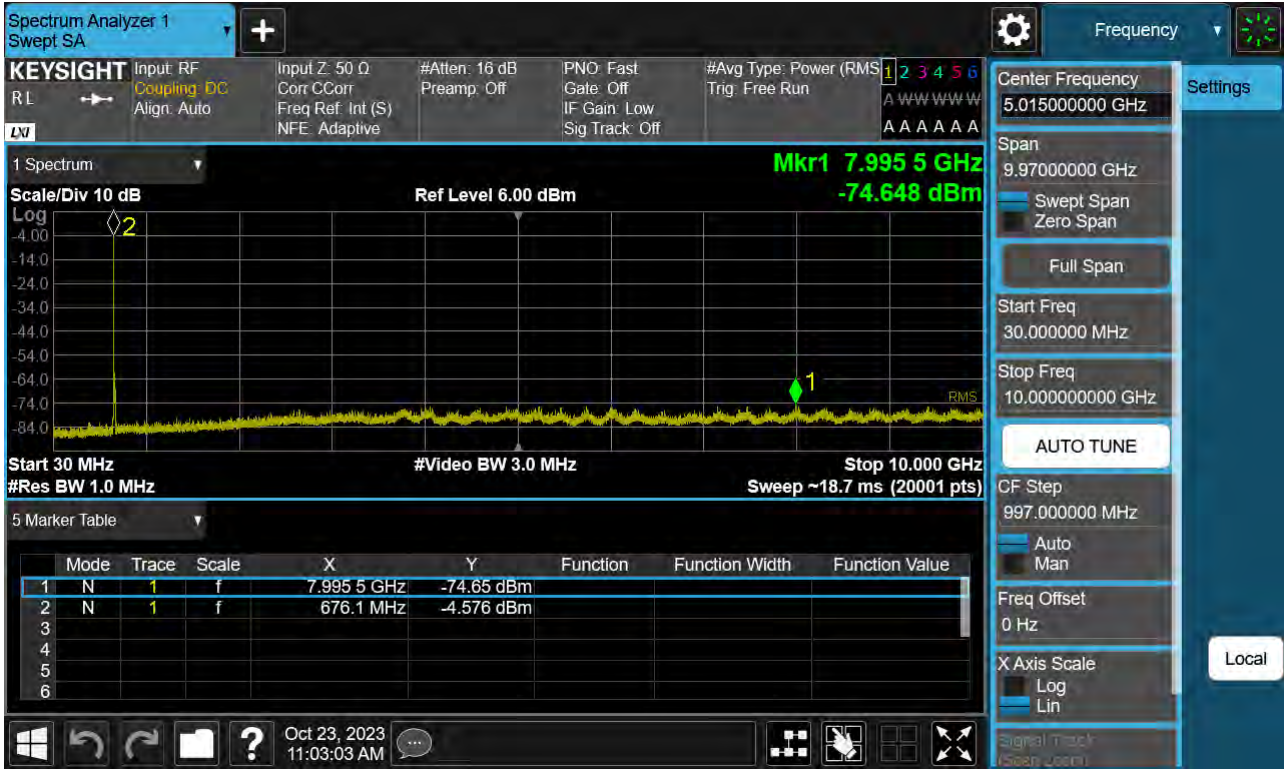 Spectrum Analyzer 1
Swept SA
Frequency
KEYSIGHT
RL
LXI
Input: RF
Coupling: DC
Align: Auto
Input Z: 50 Ω
Corr CCorr
Freq Ref: Int (S)
NFE: Adaptive
#Atten: 16 dB
Preamp: Off
PNO: Fast
Gate: Off
IF Gain: Low
Sig Track: Off
#Avg Type: Power (RMS
Trig: Free Run
1 2 3 4 5 6
A W W W W W
A A A A A A
1 Spectrum
Mkr1 7.995 5 GHz
Scale/Div 10 dB
Ref Level 6.00 dBm
-74.648 dBm
Log
2
-4.00
-14.0
-24.0
-34.0
-44.0
-54.0
-64.0
1
-74.0
RMS
-84.0
Start 30 MHz
#Video BW 3.0 MHz
Stop 10.000 GHz
#Res BW 1.0 MHz
Sweep ~18.7 ms (20001 pts)
5 Marker Table
Mode Trace Scale X Y Function Function Width Function Value
1 N 1 f 7.995 5 GHz -74.65 dBm
2 N 1 f 676.1 MHz -4.576 dBm
3
4
5
6
Oct 23, 2023
11:03:03 AM
Center Frequency
5.015000000 GHz
Settings
Span
9.97000000 GHz
Swept Span
Zero Span
Full Span
Start Freq
30.000000 MHz
Stop Freq
10.000000000 GHz
AUTO TUNE
CF Step
997.000000 MHz
Auto
Man
Freq Offset
0 Hz
X Axis Scale
Log
Lin
Local
Signal Track
(Span Zoom)